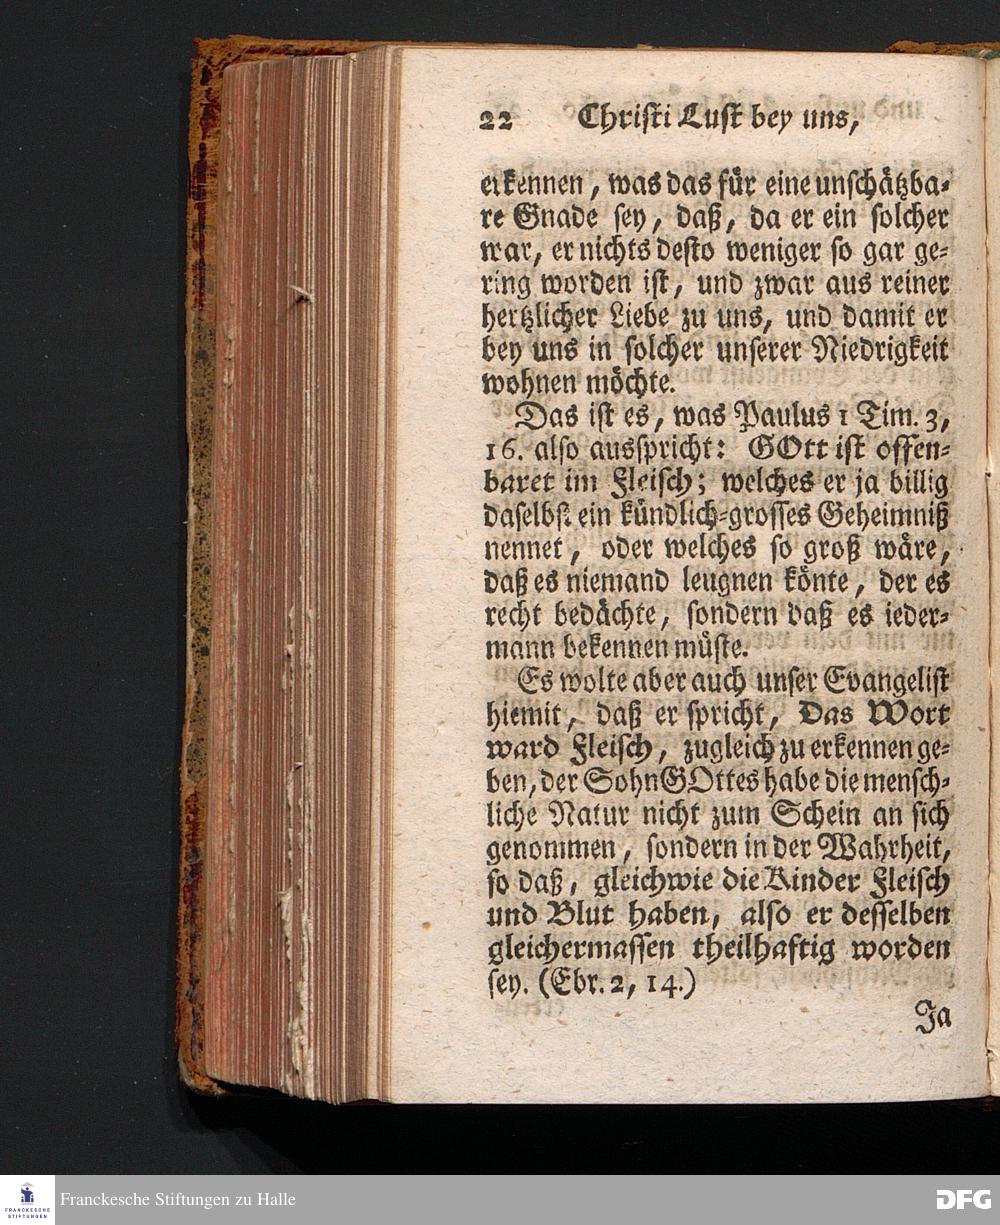 22 Christi Lust bey uns,
erkennen, was das für eine unschätzba-
re Gnade sey, daß, da er ein solcher
war, er nichts desto weniger so gar ge-
ring worden ist, und zwar aus reiner
hertzlicher Liebe zu uns, und damit er
bey uns in solcher unserer Niedrigkeit
wohnen möchte.
Das ist es, was Paulus 1 Tim. 3,
16. also ausspricht: GOtt ist offen-
baret im Fleisch; welches er ja billig
daselbst ein kündlich-grosses Geheimniß
nennet, oder welches so groß wäre,
daß es niemand leugnen könte, der es
recht bedächte, sondern daß es ieder-
mann bekennen müste.
Es wolte aber auch unser Evangelist
hiemit, daß er spricht, Das Wort
ward Fleisch, zugleich zu erkennen ge-
ben, der Sohn GOttes habe die mensch-
liche Natur nicht zum Schein an sich
genommen, sondern in der Wahrheit,
so daß, gleichwie die Kinder Fleisch
und Blut haben, also er desselben
gleichermassen theilhaftig worden
sey. (Ebr. 2, 14.)
Ja
FRANCKESCHE
STIFTUNGEN
Franckesche Stiftungen zu Halle
DFG